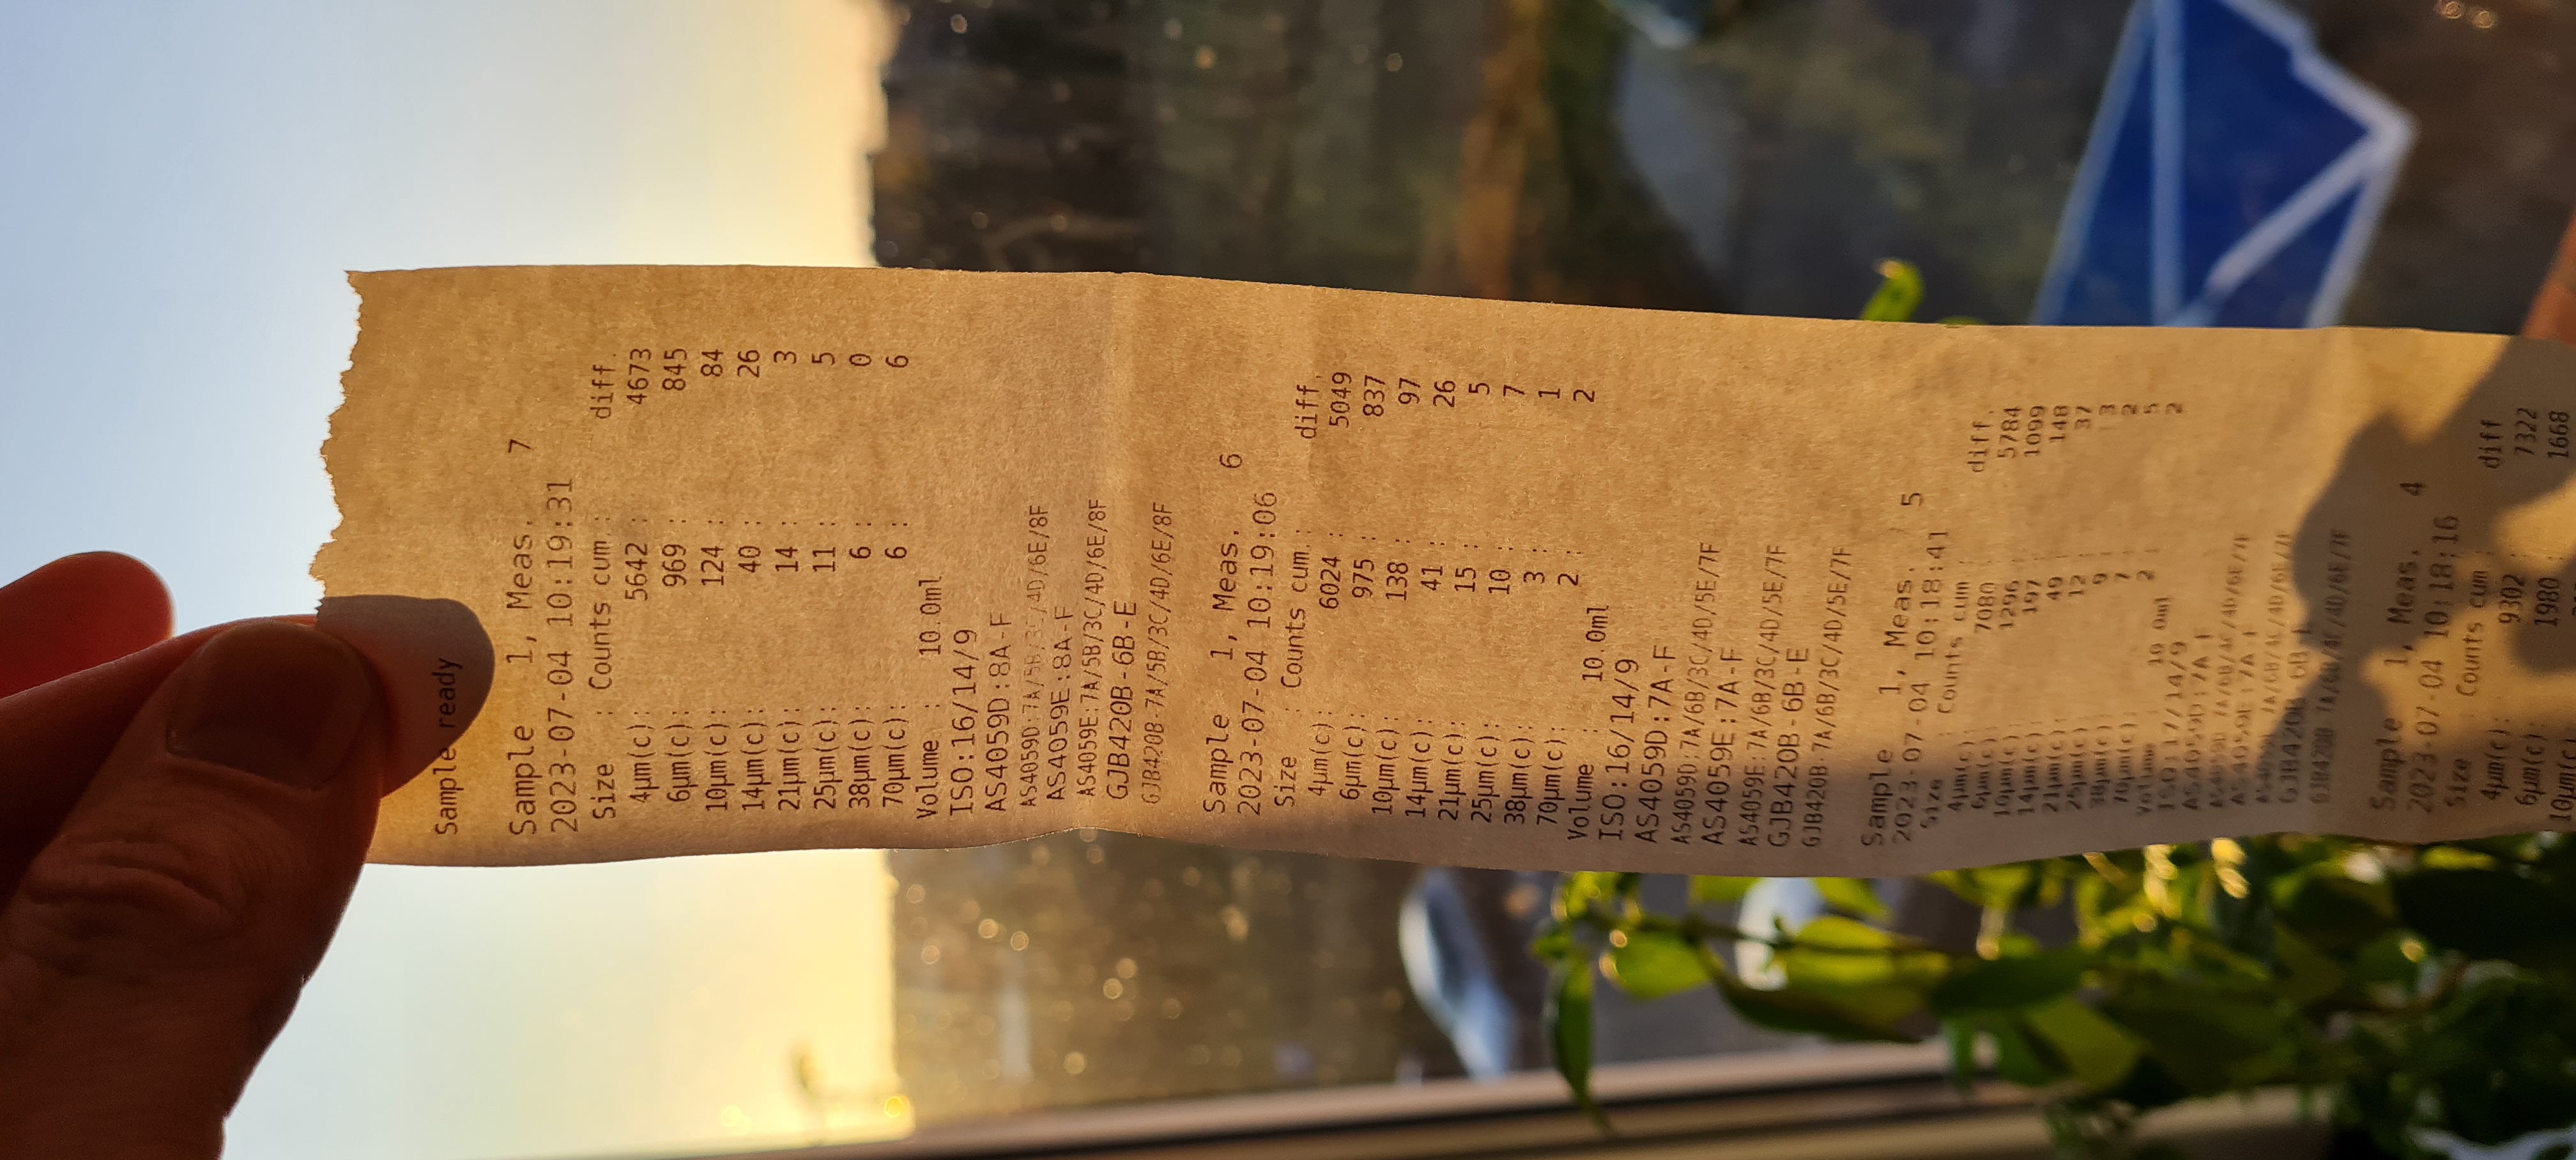 Sample ready
Sample 1, Meas. 7
2023-07-04 10:19:31
Size : Counts cum : diff.
4µm(c): 5642 : 4673
6µm(c): 969 : 845
10µm(c): 124 : 84
14µm(c): 40 : 26
21µm(c): 14 : 3
25µm(c): 11 : 5
38µm(c): 6 : 0
70µm(c): 6 : 6
Volume : 10.0ml
ISO:16/14/9
AS4059D:8A-F
AS4059D:7A/5B/3C/4D/6E/8F
AS4059E:8A-F
AS4059E:7A/5B/3C/4D/6E/8F
GJB420B-6B-E
GJB420B-7A/5B/3C/4D/6E/8F
Sample 1, Meas. 6
2023-07-04 10:19:06
Size : Counts cum. : diff.
4µm(c): 6024 : 5049
6µm(c): 975 : 837
10µm(c): 138 : 97
14µm(c): 41 : 26
21µm(c): 15 : 5
25µm(c): 10 : 7
38µm(c): 3 : 1
70µm(c): 2 : 2
Volume : 10.0ml
ISO:16/14/9
AS4059D:7A-F
AS4059D:7A/6B/3C/4D/5E/7F
AS4059E:7A-F
AS4059E:7A/6B/3C/4D/5E/7F
GJB420B-6B-E
GJB420B-7A/6B/3C/4D/5E/7F
Sample 1, Meas. 5
2023-07-04 10:18:41
Size : Counts cum : diff.
4µm(c): 7080 : 5784
6µm(c): 1296 : 1099
10µm(c): 197 : 148
14µm(c): 49 : 37
21µm(c): 12 : 3
25µm(c) 9 : 2
38µm(c): 7 : 5
70µm(c): 2 : 2
Volume : 10.0ml
ISO:17/14/9
AS4059D:7A-F
AS4059D:7A/6B/4C/4D/6E/7F
AS4059E:7A-F
AS4059E:7A/6B/4C/4D/6E/7F
GJB420B-6B-E
GJB420B-7A/6B/4C/4D/6E/7F
Sample 1, Meas. 4
2023-07-04 10:18:16
Size : Counts cum : diff
4µm(c): 9302 : 7322
6µm(c): 1980 : 1668
10µm(c)